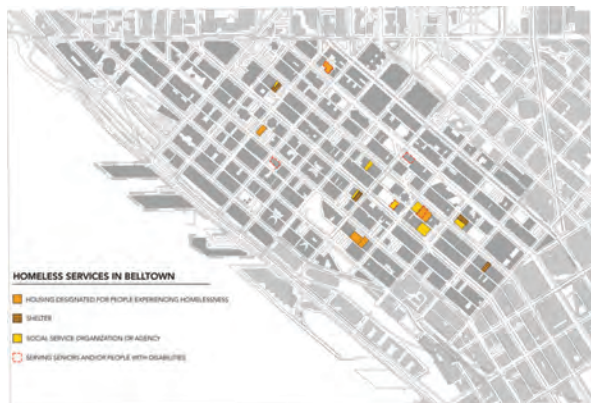 HOMELESS SERVICES IN BELLTOWN
HOUSING DESIGNATED FOR PEOPLE EXPERIENCING HOMELESSNESS
SHELTER
SOCIAL SERVICE ORGANIZATION OR AGENCY
SERVING SENIORS AND/OR PEOPLE WITH DISABILITIES